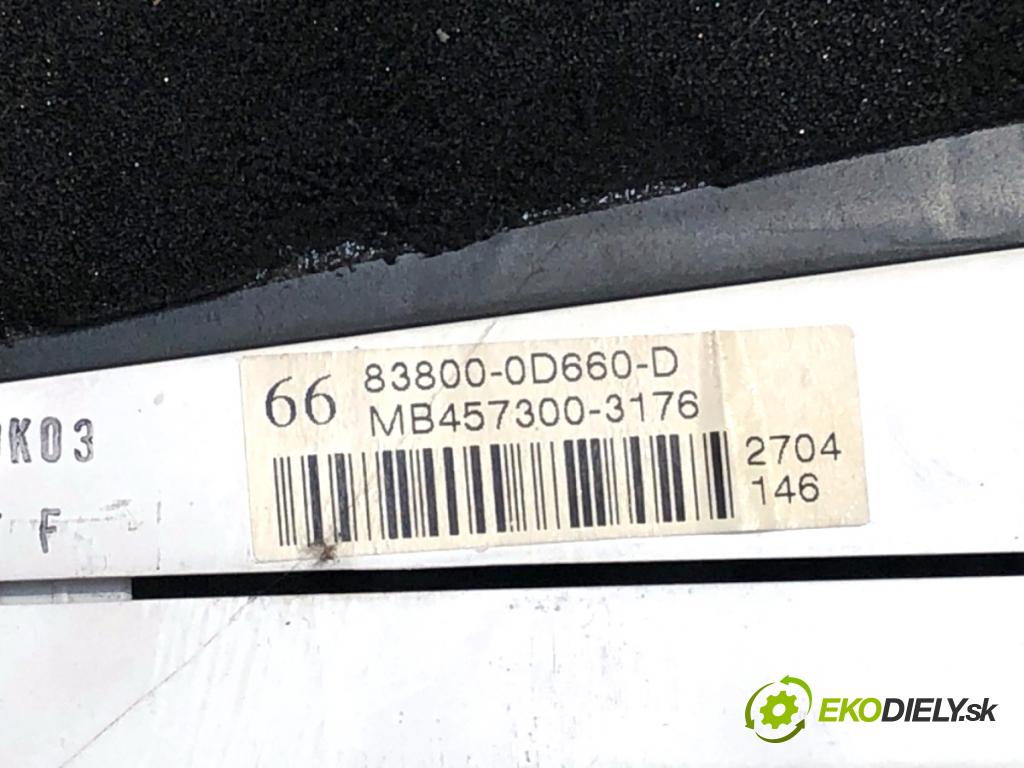 66 83800-0D660-D
MB457300-3176
2704
146
K03
F
EKODIELY.sk